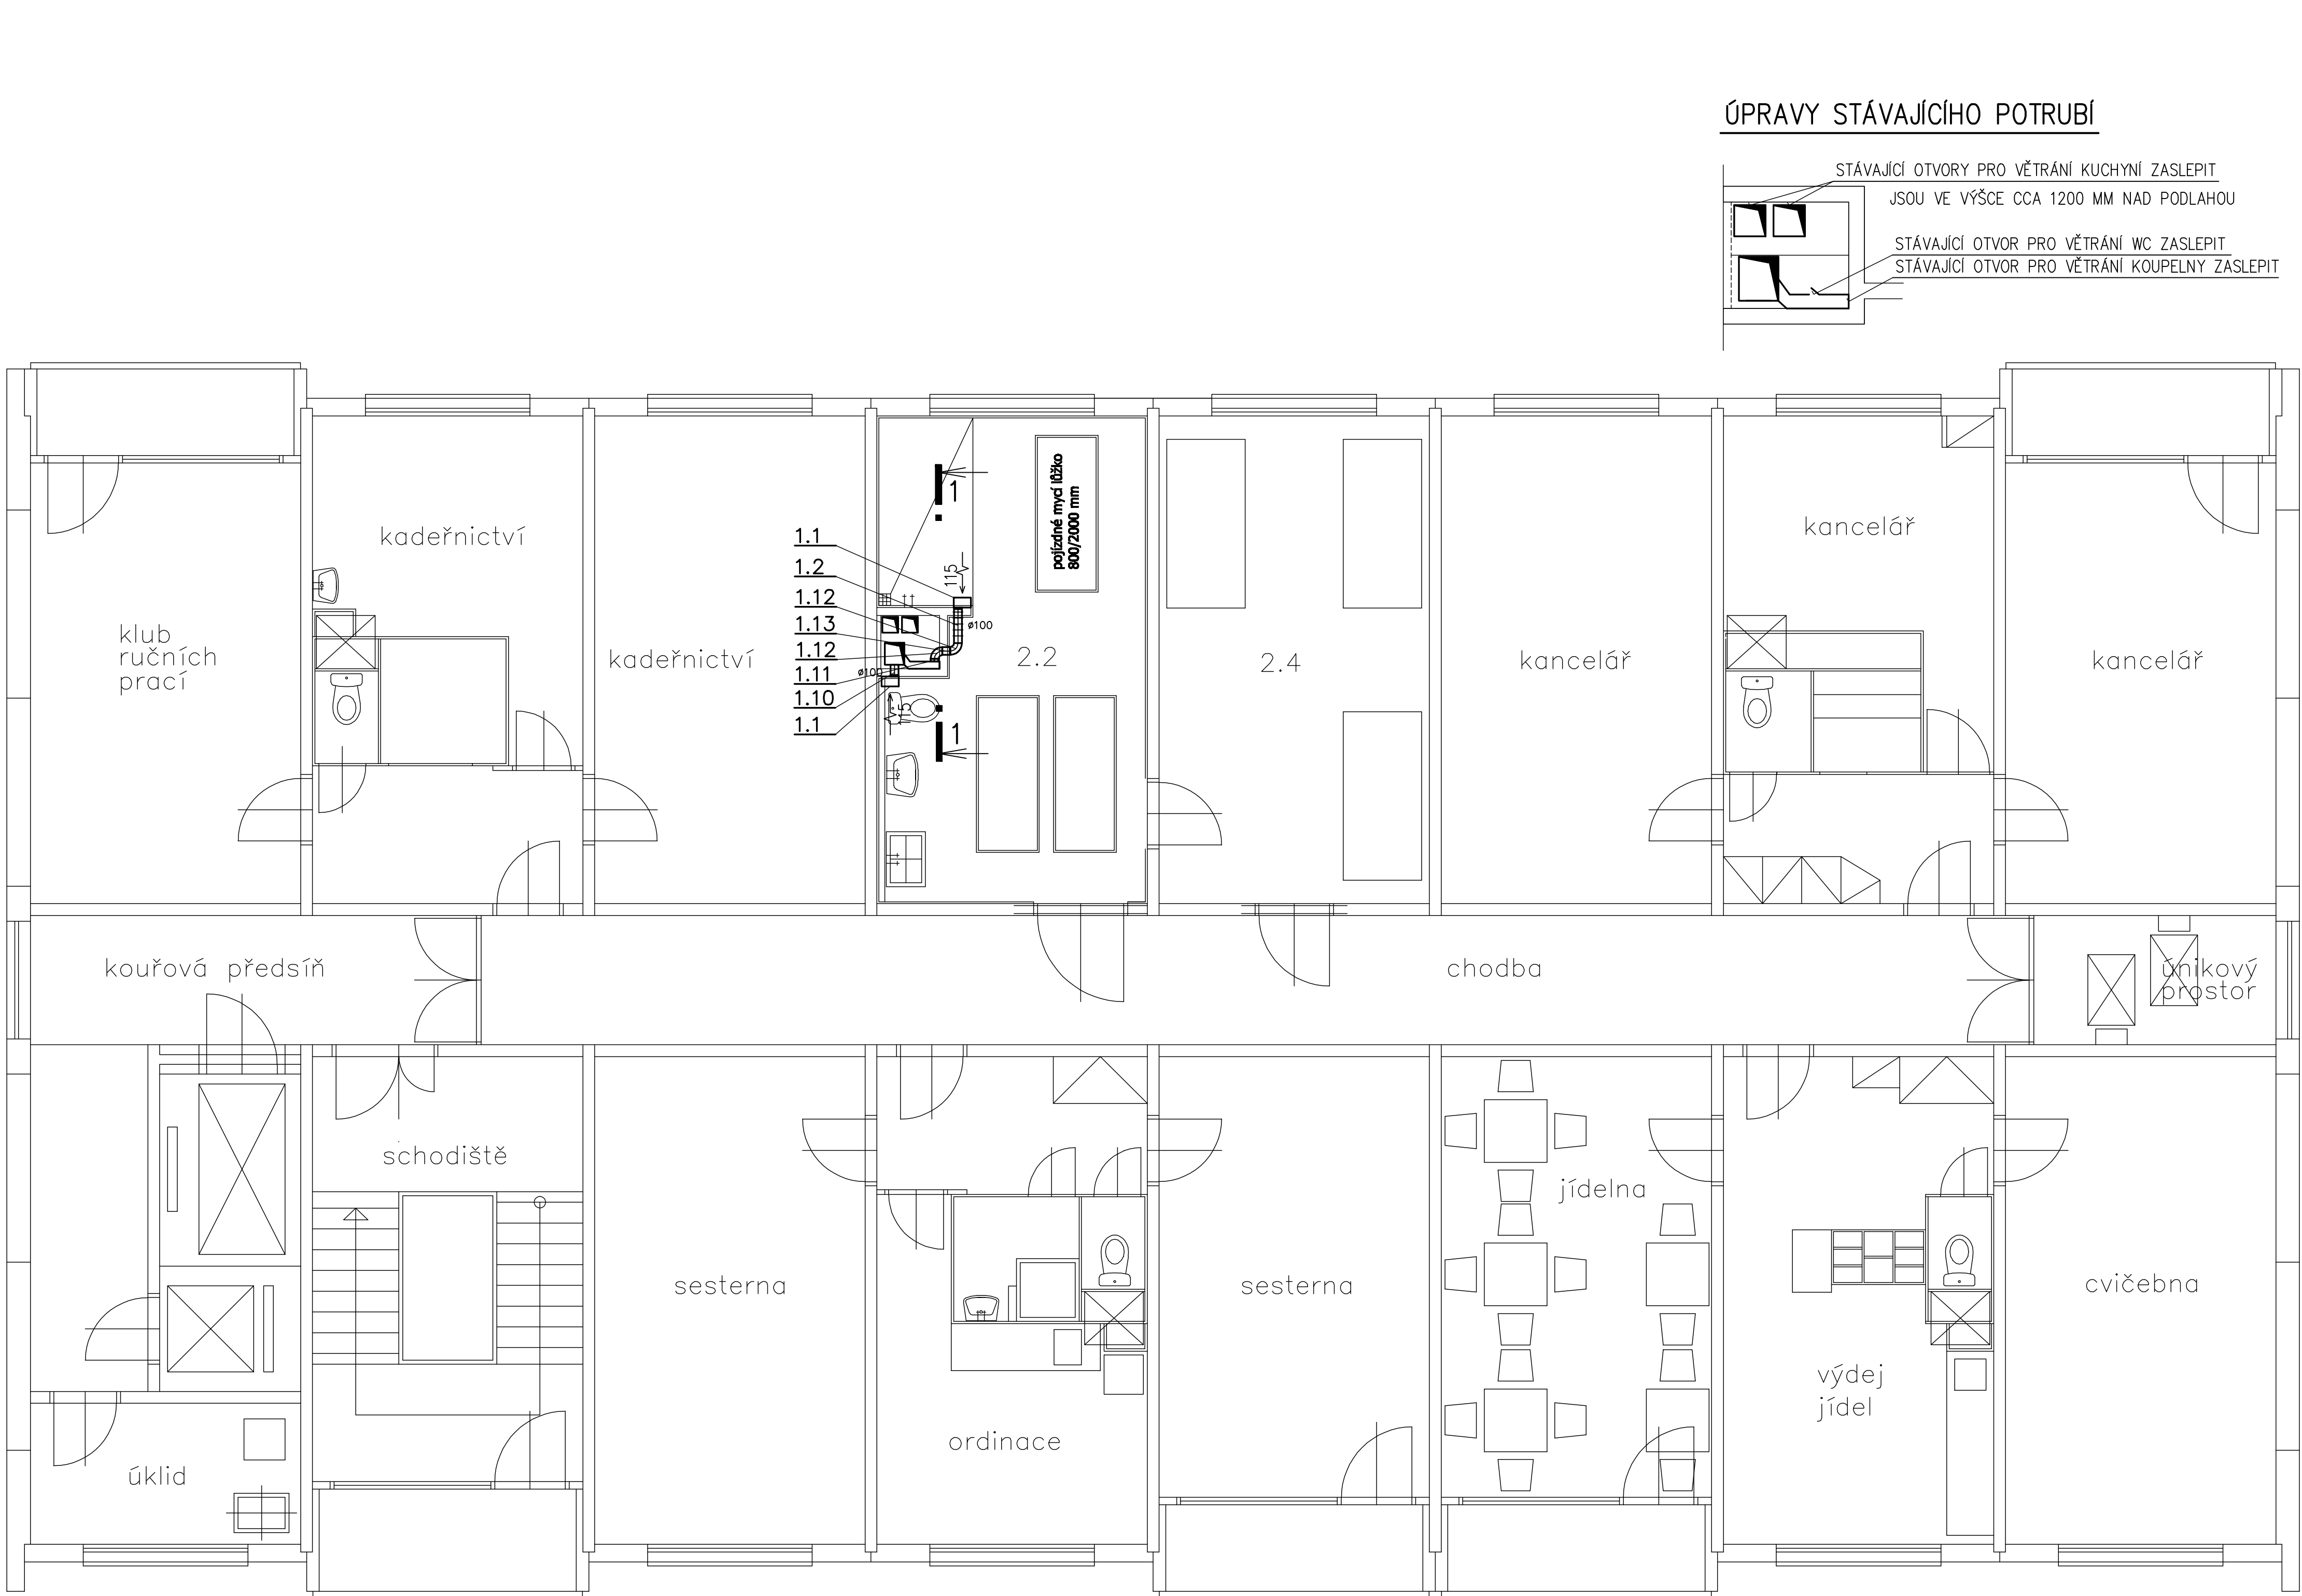 ÚPRAVY STÁVAJÍCÍHO POTRUBÍ
STÁVAJÍCÍ OTVORY PRO VĚTRÁNÍ KUCHYNÍ ZASLEPIT
JSOU VE VÝŠCE CCA 1200 MM NAD PODLAHOU
STÁVAJÍCÍ OTVOR PRO VĚTRÁNÍ WC ZASLEPIT
STÁVAJÍCÍ OTVOR PRO VĚTRÁNÍ KOUPELNY ZASLEPIT
pojízdné mycí lůžko
800/2000 mm
1
kadeřnictví
kancelář
1.1
1.2
115
1.12
1.13
ø100
1.12
klub
ručních
prací
kadeřnictví
2.2
2.4
kancelář
kancelář
1.11
ø100
1.10
1.1
115
1
kouřová předsíň
chodba
únikový
prostor
schodiště
jídelna
sesterna
sesterna
cvičebna
výdej
jídel
ordinace
úklid